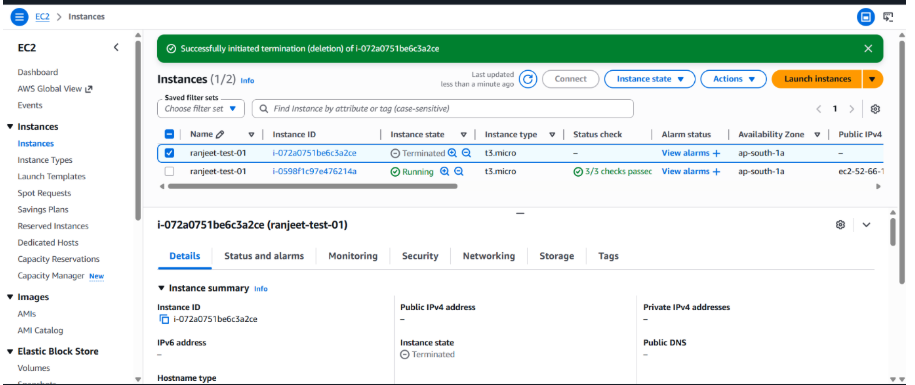 EC2 > Instances
EC2
Dashboard
AWS Global View
Events
Instances
Instances
Instance Types
Launch Templates
Spot Requests
Savings Plans
Reserved Instances
Dedicated Hosts
Capacity Reservations
Capacity Manager New
Images
AMIs
AMI Catalog
Elastic Block Store
Volumes
Snapshots
Successfully initiated termination (deletion) of i-072a0751be6c3a2ce
Instances (1/2) Info
Last updated
less than a minute ago
Connect
Instance state
Actions
Launch instances
Saved filter sets
Choose filter set
Find Instance by attribute or tag (case-sensitive)
1
Name Instance ID Instance state Instance type Status check Alarm status Availability Zone Public IPv4
ranjeet-test-01 i-072a0751be6c3a2ce Terminated t3.micro – View alarms + ap-south-1a –
ranjeet-test-01 i-0598f1c97e476214a Running t3.micro 3/3 checks passec View alarms + ap-south-1a ec2-52-66-1
i-072a0751be6c3a2ce (ranjeet-test-01)
Details Status and alarms Monitoring Security Networking Storage Tags
Instance summary Info
Instance ID
i-072a0751be6c3a2ce
Public IPv4 address
–
Private IPv4 addresses
–
IPv6 address
–
Instance state
Terminated
Public DNS
–
Hostname type